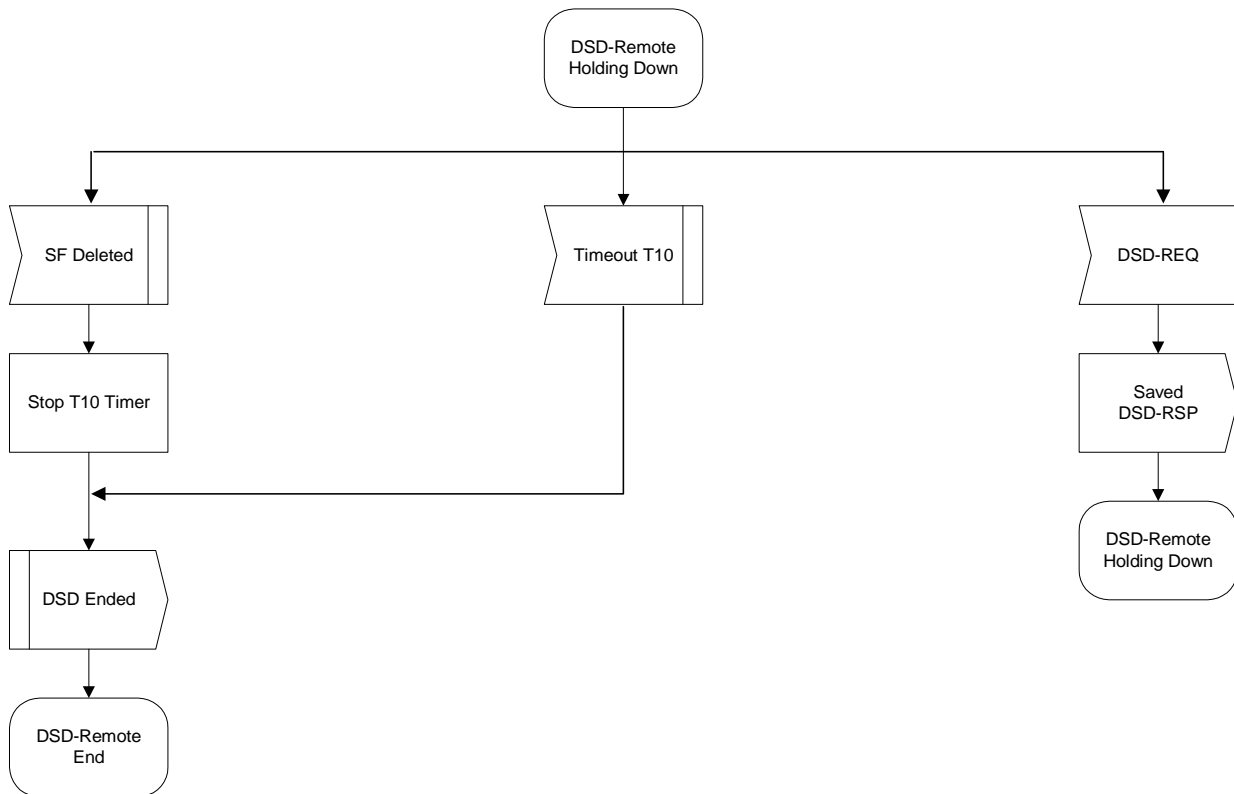 DSD-Remote
Holding Down
SF Deleted
Timeout T10
DSD-REQ
Stop T10 Timer
Saved
DSD-RSP
DSD-Remote
Holding Down
DSD Ended
DSD-Remote
End